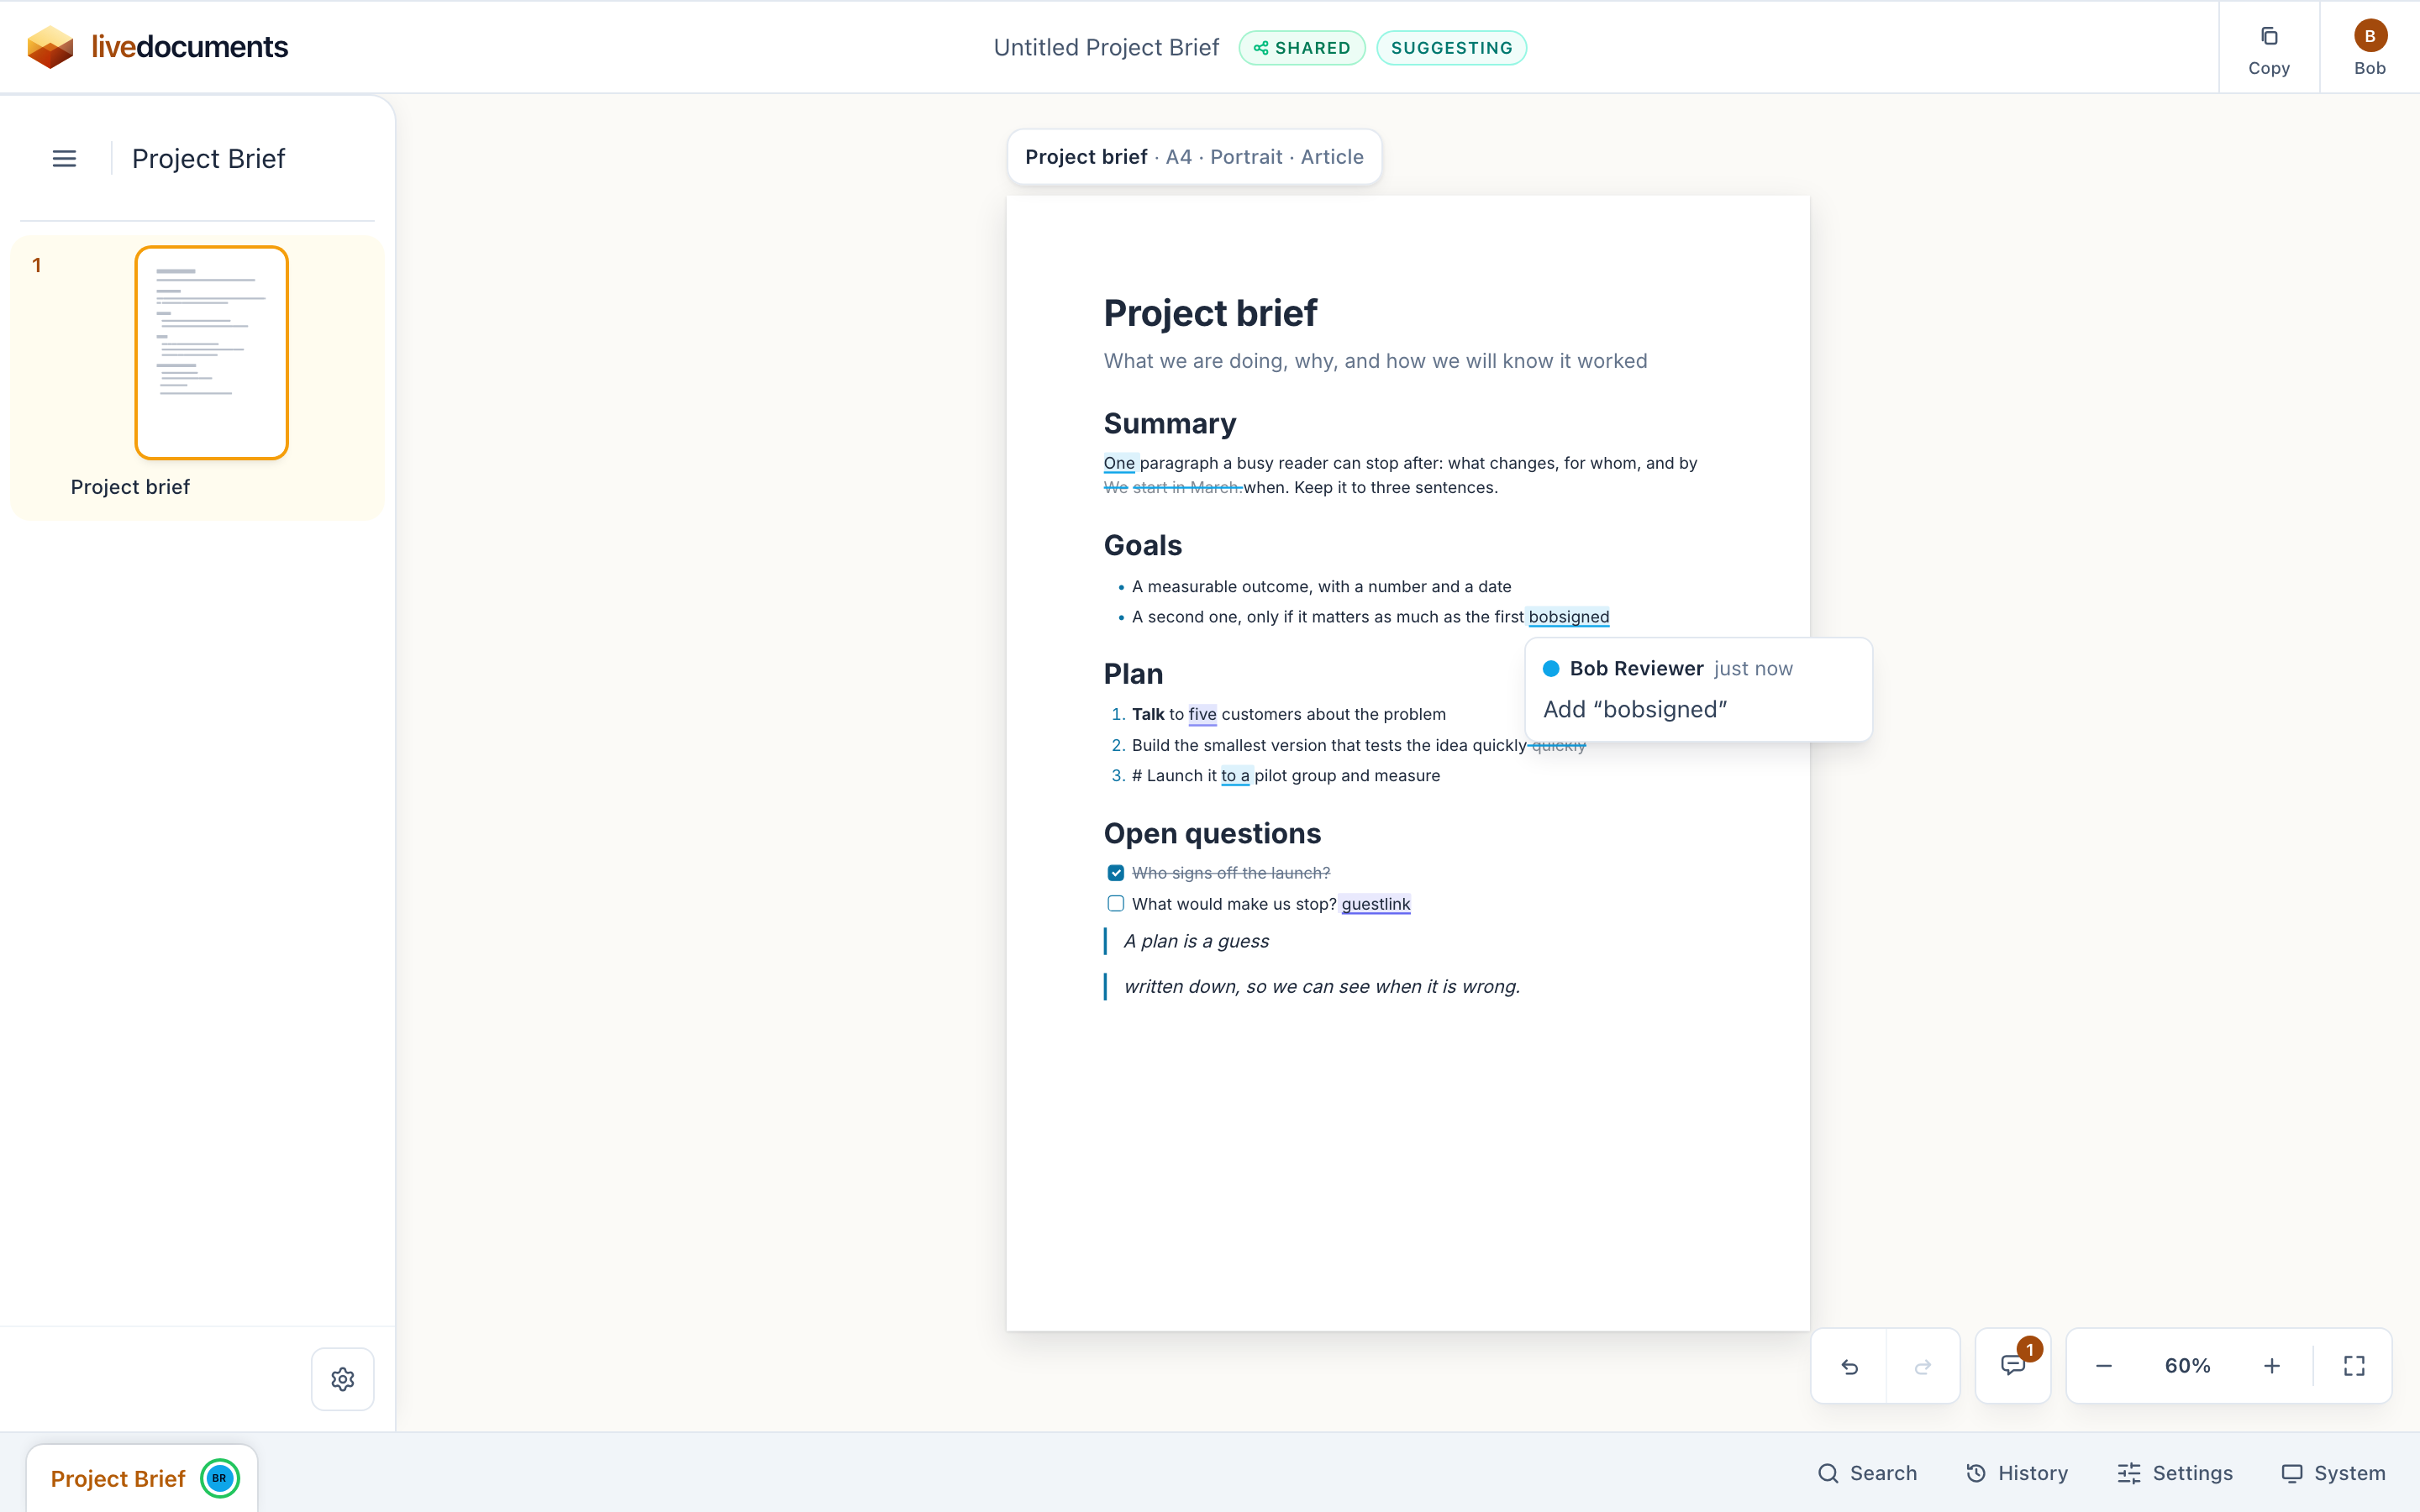 livedocuments
Untitled Project Brief
SHARED
SUGGESTING
Copy
B
Bob
Project Brief
1
Project brief
Project brief · A4 · Portrait · Article
Project brief
What we are doing, why, and how we will know it worked
Summary
One paragraph a busy reader can stop after: what changes, for whom, and by
We start in March.when. Keep it to three sentences.
Goals
• A measurable outcome, with a number and a date
• A second one, only if it matters as much as the first bobsigned
Bob Reviewer just now
Add “bobsigned”
Plan
1. Talk to five customers about the problem
2. Build the smallest version that tests the idea quickly quickly
3. # Launch it to a pilot group and measure
Open questions
Who signs off the launch?
What would make us stop? guestlink
A plan is a guess
written down, so we can see when it is wrong.
1
60%
Project Brief
BR
Search
History
Settings
System